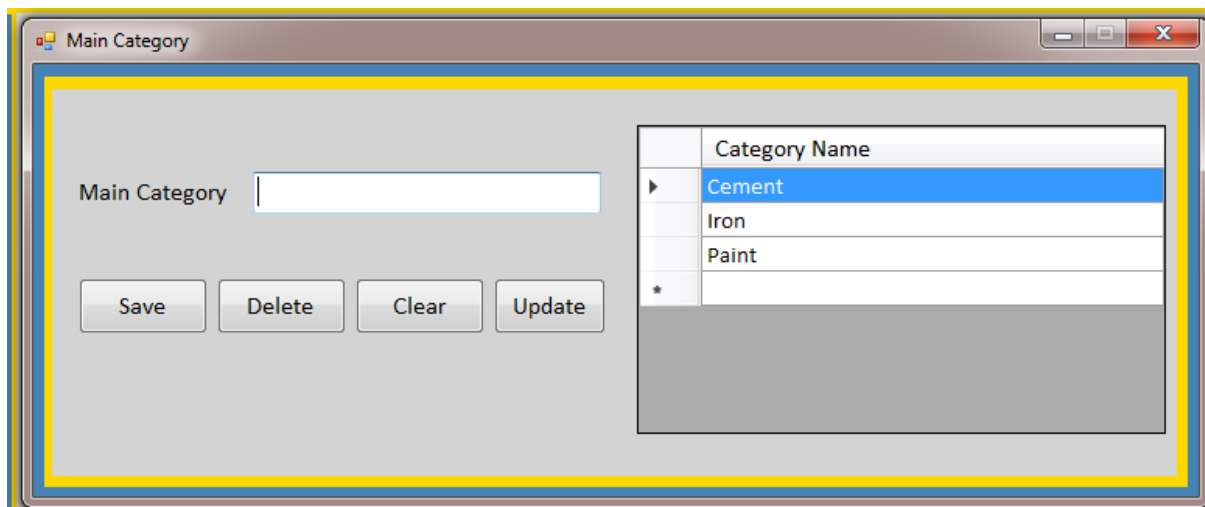 Main Category
Main Category
Save Delete Clear Update
Category Name
Cement
Iron
Paint
*